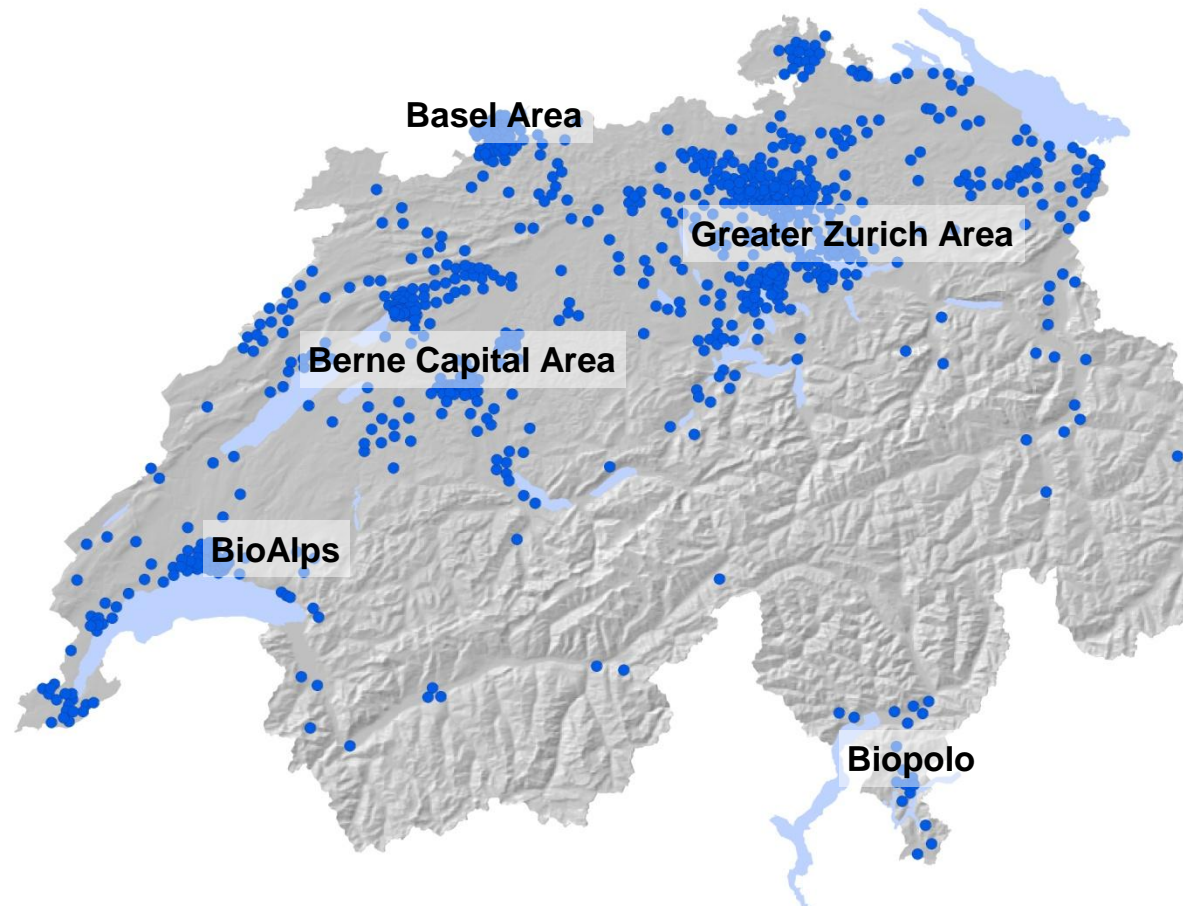 Basel Area
Greater Zurich Area
Berne Capital Area
BioAlps
Biopolo